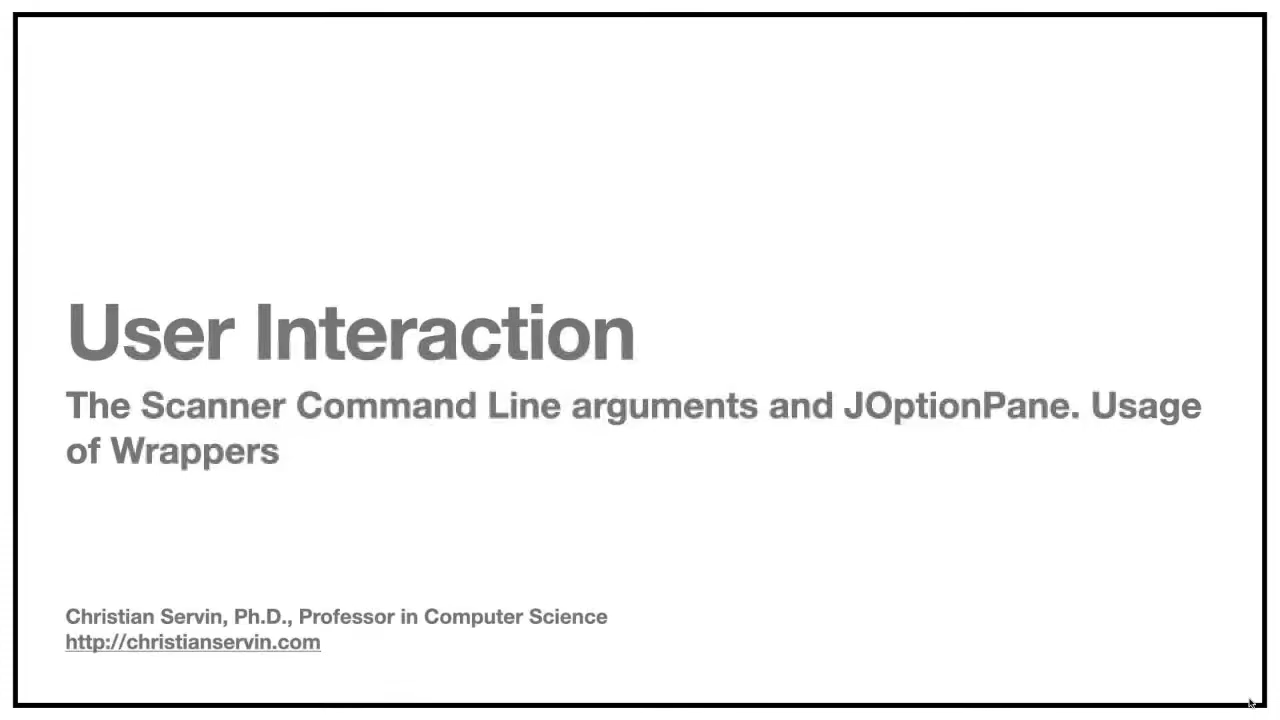 User Interaction
The Scanner Command Line arguments and JOptionPane. Usage
of Wrappers
Christian Servin, Ph.D., Professor in Computer Science
http://christianservin.com